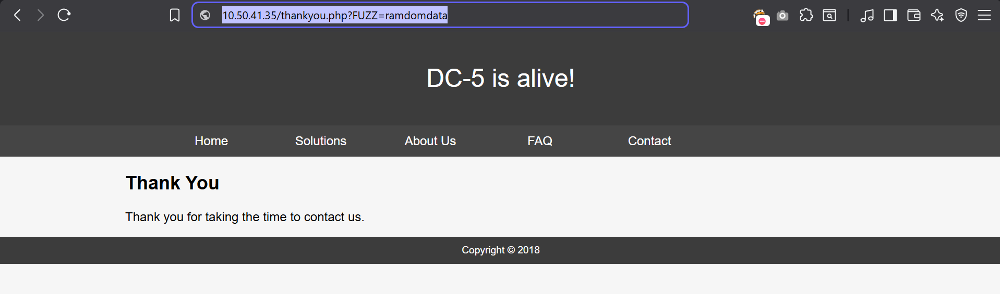 10.50.41.35/thankyou.php?FUZZ=ramdomdata
DC-5 is alive!
Home Solutions About Us FAQ Contact
Thank You
Thank you for taking the time to contact us.
Copyright © 2018